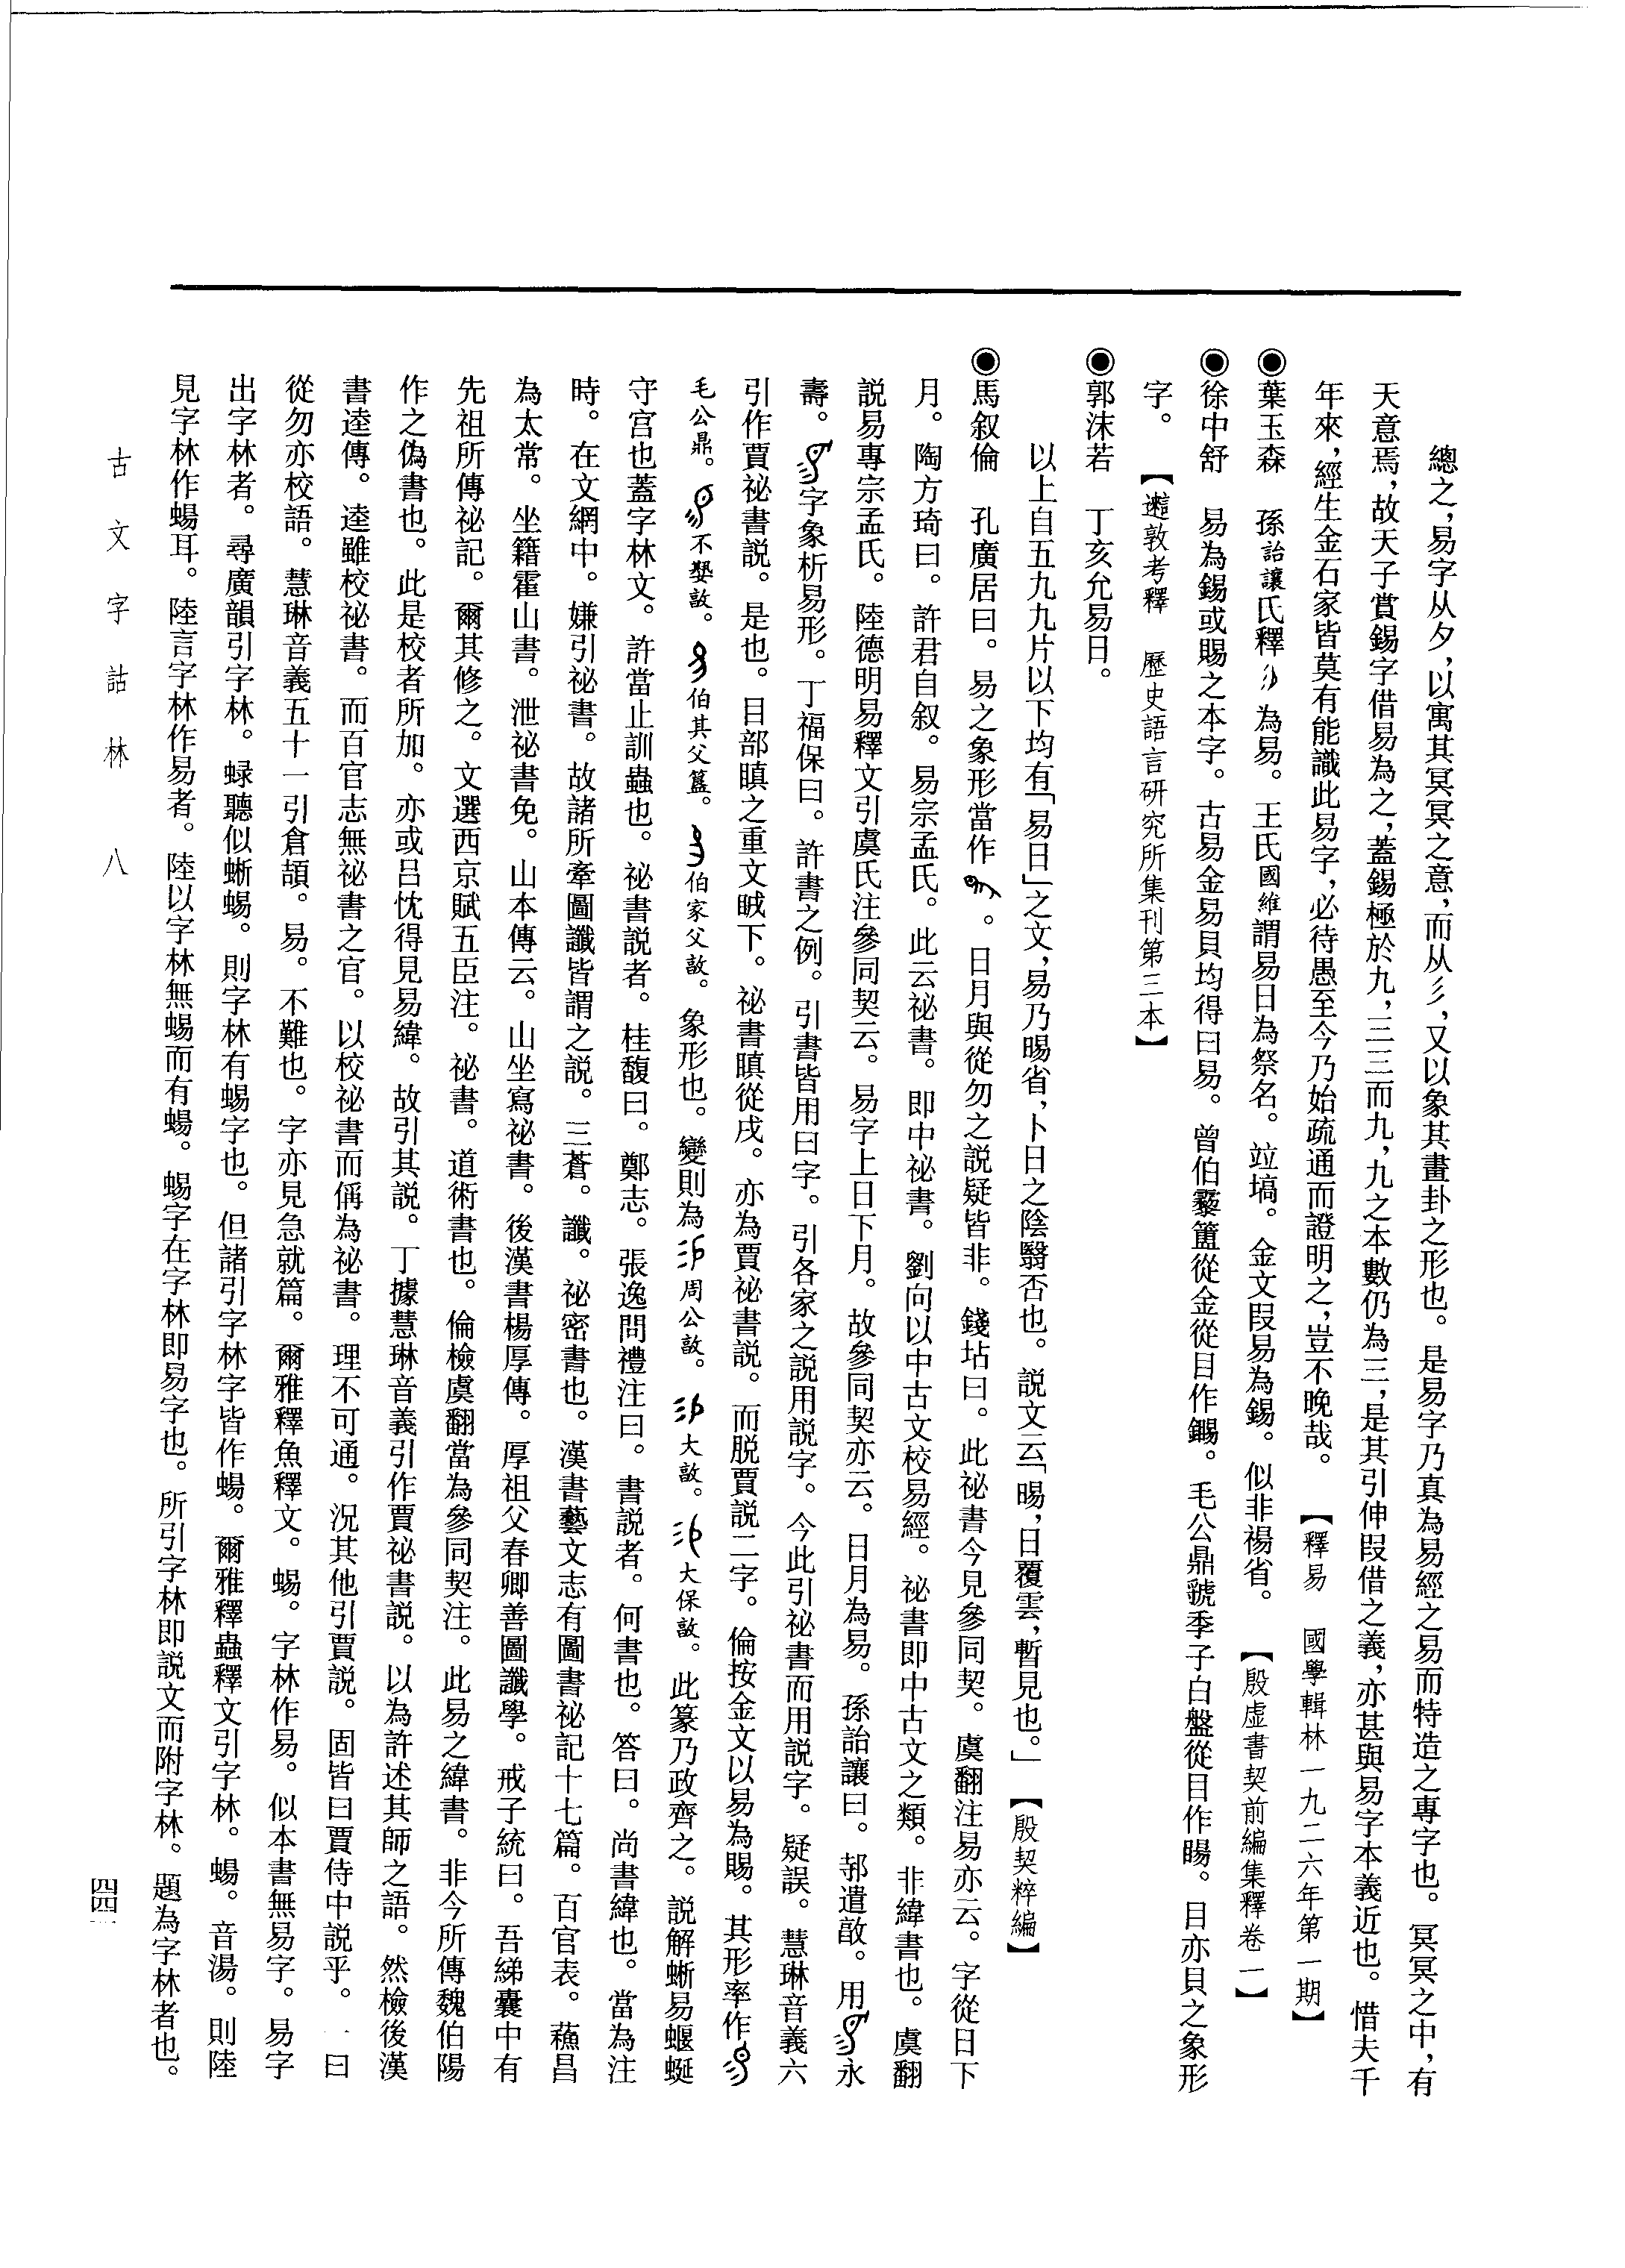 總之，易字从夕，以寓其冥冥之意，而从彡，又以象其畫卦之形也。是易字乃真為易經之易而特造之專字也。冥冥之中，有
天意焉，故天子賞錫字借易為之，蓋錫極於九，三三而九，九之本數仍為三，是其引伸叚借之義，亦甚與易字本義近也。惜夫千
年來，經生金石家皆莫有能識此易字，必待愚至今乃始疏通而證明之，豈不晚哉。【釋易　國學輯林一九二六年第一期】
◉葉玉森　孫詒讓氏釋為易。王氏國維謂易日為祭名。竝塙。金文叚易為錫。似非禓省。【殷虛書契前編集釋卷一】
◉徐中舒　易為錫或賜之本字。古易金易貝均得曰易。曾伯簠從金從目作。毛公鼎虢季子白盤從目作。目亦貝之象形
字。【敦考釋　歷史語言研究所集刊第三本】
◉郭沫若　丁亥允易日。
以上自五九九片以下均有「易日」之文，易乃晹省，卜日之陰翳否也。説文云「晹，日覆雲，暫見也。」【殷契粹編】
◉馬叙倫　孔廣居曰。易之象形當作。日月與從勿之説疑皆非。錢坫曰。此祕書今見參同契。虞翻注易亦云。字從日下
月。陶方琦曰。許君自叙。易宗孟氏。此云祕書。即中祕書。劉向以中古文校易經。祕書即中古文之類。非緯書也。虞翻
説易專宗孟氏。陸德明易釋文引虞氏注參同契云。易字上日下月。故參同契亦云。日月為易。孫詒讓曰。遣敢。用永
壽。字象析易形。丁福保曰。許書之例。引書皆用曰字。引各家之説用説字。今此引祕書而用説字。疑誤。慧琳音義六
引作賈祕書説。是也。目部瞋之重文䀼下。祕書瞋從戌。亦為賈祕書説。而脱賈説二字。倫按金文以易為賜。其形率作
毛公鼎。不㜏敦。伯其父簠。伯家父敦。象形也。變則為周公敦。大敦。大保敦。此篆乃政齊之。説解蜥易蝘蜓
守宮也蓋字林文。許當止訓蟲也。祕書説者。桂馥曰。鄭志。張逸問禮注曰。書説者。何書也。答曰。尚書緯也。當為注
時。在文網中。嫌引祕書。故諸所牽圖讖皆謂之説。三蒼。讖。祕密書也。漢書藝文志有圖書祕記十七篇。百官表。蘓昌
為太常。坐籍霍山書。泄祕書免。山本傳云。山坐寫祕書。後漢書楊厚傳。厚祖父春卿善圖讖學。戒子統曰。吾綈囊中有
先祖所傳祕記。爾其修之。文選西京賦五臣注。祕書。道術書也。倫檢虞翻當為參同契注。此易之緯書。非今所傳魏伯陽
作之偽書也。此是校者所加。亦或呂忱得見易緯。故引其説。丁據慧琳音義引作賈祕書説。以為許述其師之語。然檢後漢
書逵傳。逵雖校祕書。而百官志無祕書之官。以校祕書而偁為祕書。理不可通。況其他引賈説。固皆曰賈侍中説乎。一曰
從勿亦校語。慧琳音義五十一引倉頡。易。不難也。字亦見急就篇。爾雅釋魚釋文。蜴。字林作易。似本書無易字。易字
出字林者。尋廣韻引字林。蝝聽似蜥蜴。則字林有蜴字也。但諸引字林字皆作蝪。爾雅釋蟲釋文引字林。蝪。音湯。則陸
見字林作蝪耳。陸言字林作易者。陸以字林無蜴而有蝪。蜴字在字林即易字也。所引字林即説文而附字林。題為字林者也。
古文字詁林　八
四四一